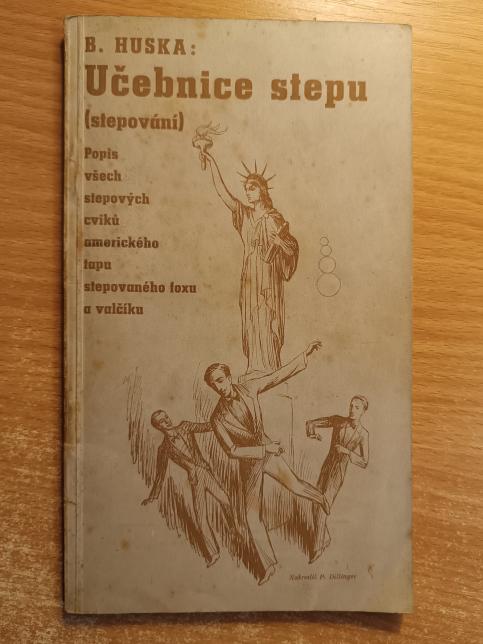 B. HUSKA:
Učebnice stepu
(stepování)
Popis
všech
stepových
cviků
amerického
tapu
stepovaného foxu
a valčíku
Nakreslil P. Dillinger